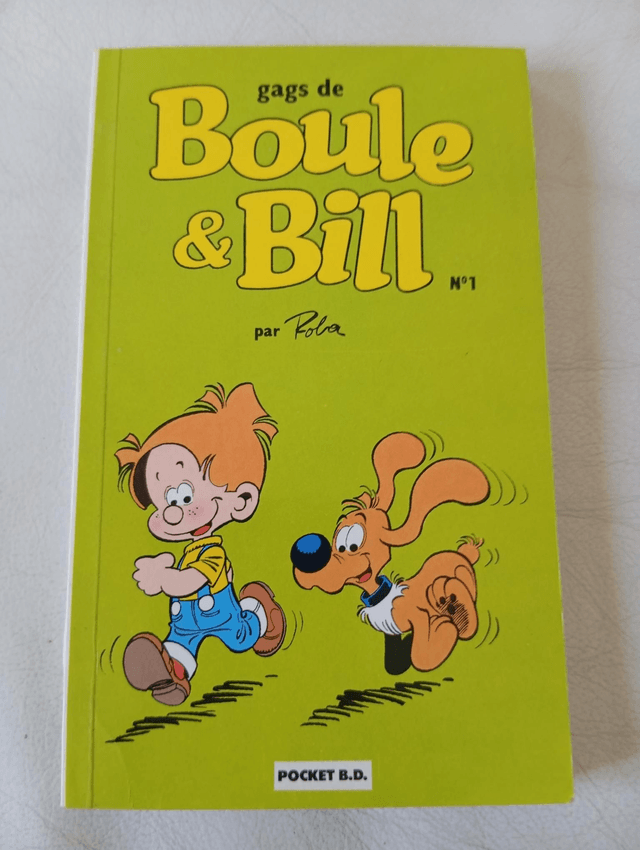 gags de
Boule
& Bill
N°1
par Roba
POCKET B.D.